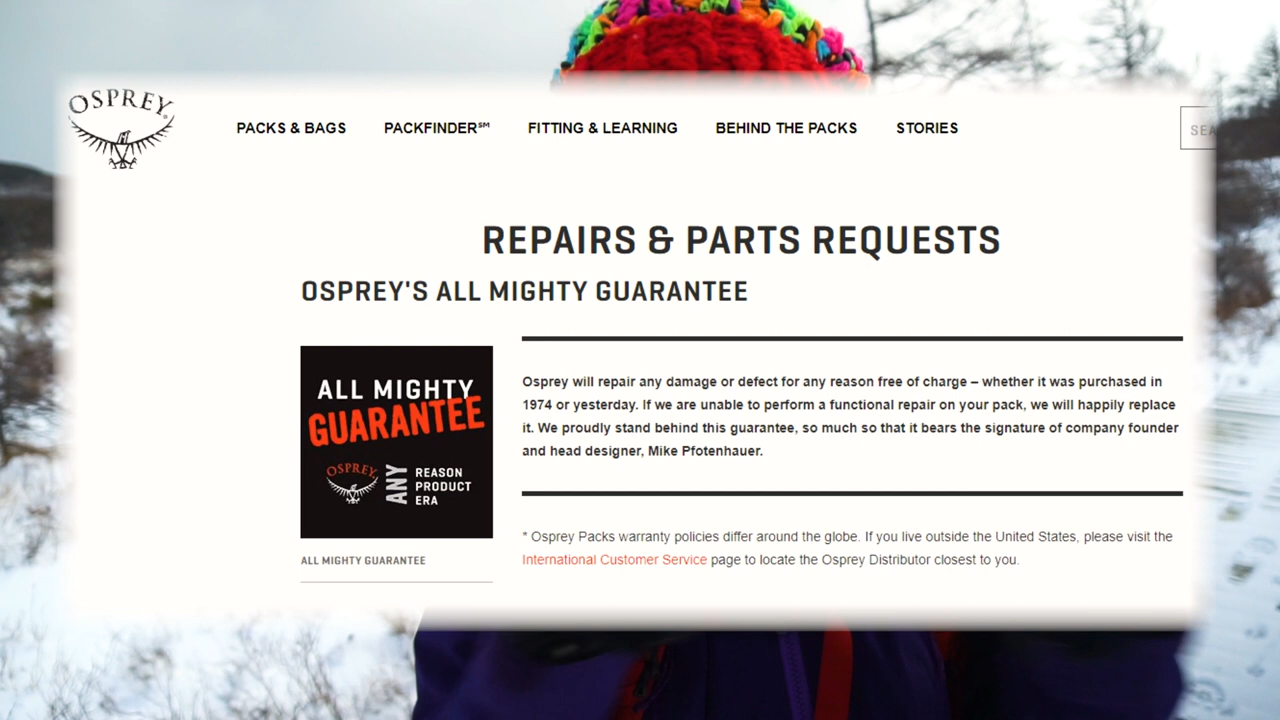 OSPREY
PACKS & BAGS
PACKFINDER℠
FITTING & LEARNING
BEHIND THE PACKS
STORIES
REPAIRS & PARTS REQUESTS
OSPREY'S ALL MIGHTY GUARANTEE
ALL MIGHTY
GUARANTEE
OSPREY
ANY
REASON
PRODUCT
ERA
ALL MIGHTY GUARANTEE
Osprey will repair any damage or defect for any reason free of charge – whether it was purchased in
1974 or yesterday. If we are unable to perform a functional repair on your pack, we will happily replace
it. We proudly stand behind this guarantee, so much so that it bears the signature of company founder
and head designer, Mike Pfotenhauer.
* Osprey Packs warranty policies differ around the globe. If you live outside the United States, please visit the
International Customer Service page to locate the Osprey Distributor closest to you.